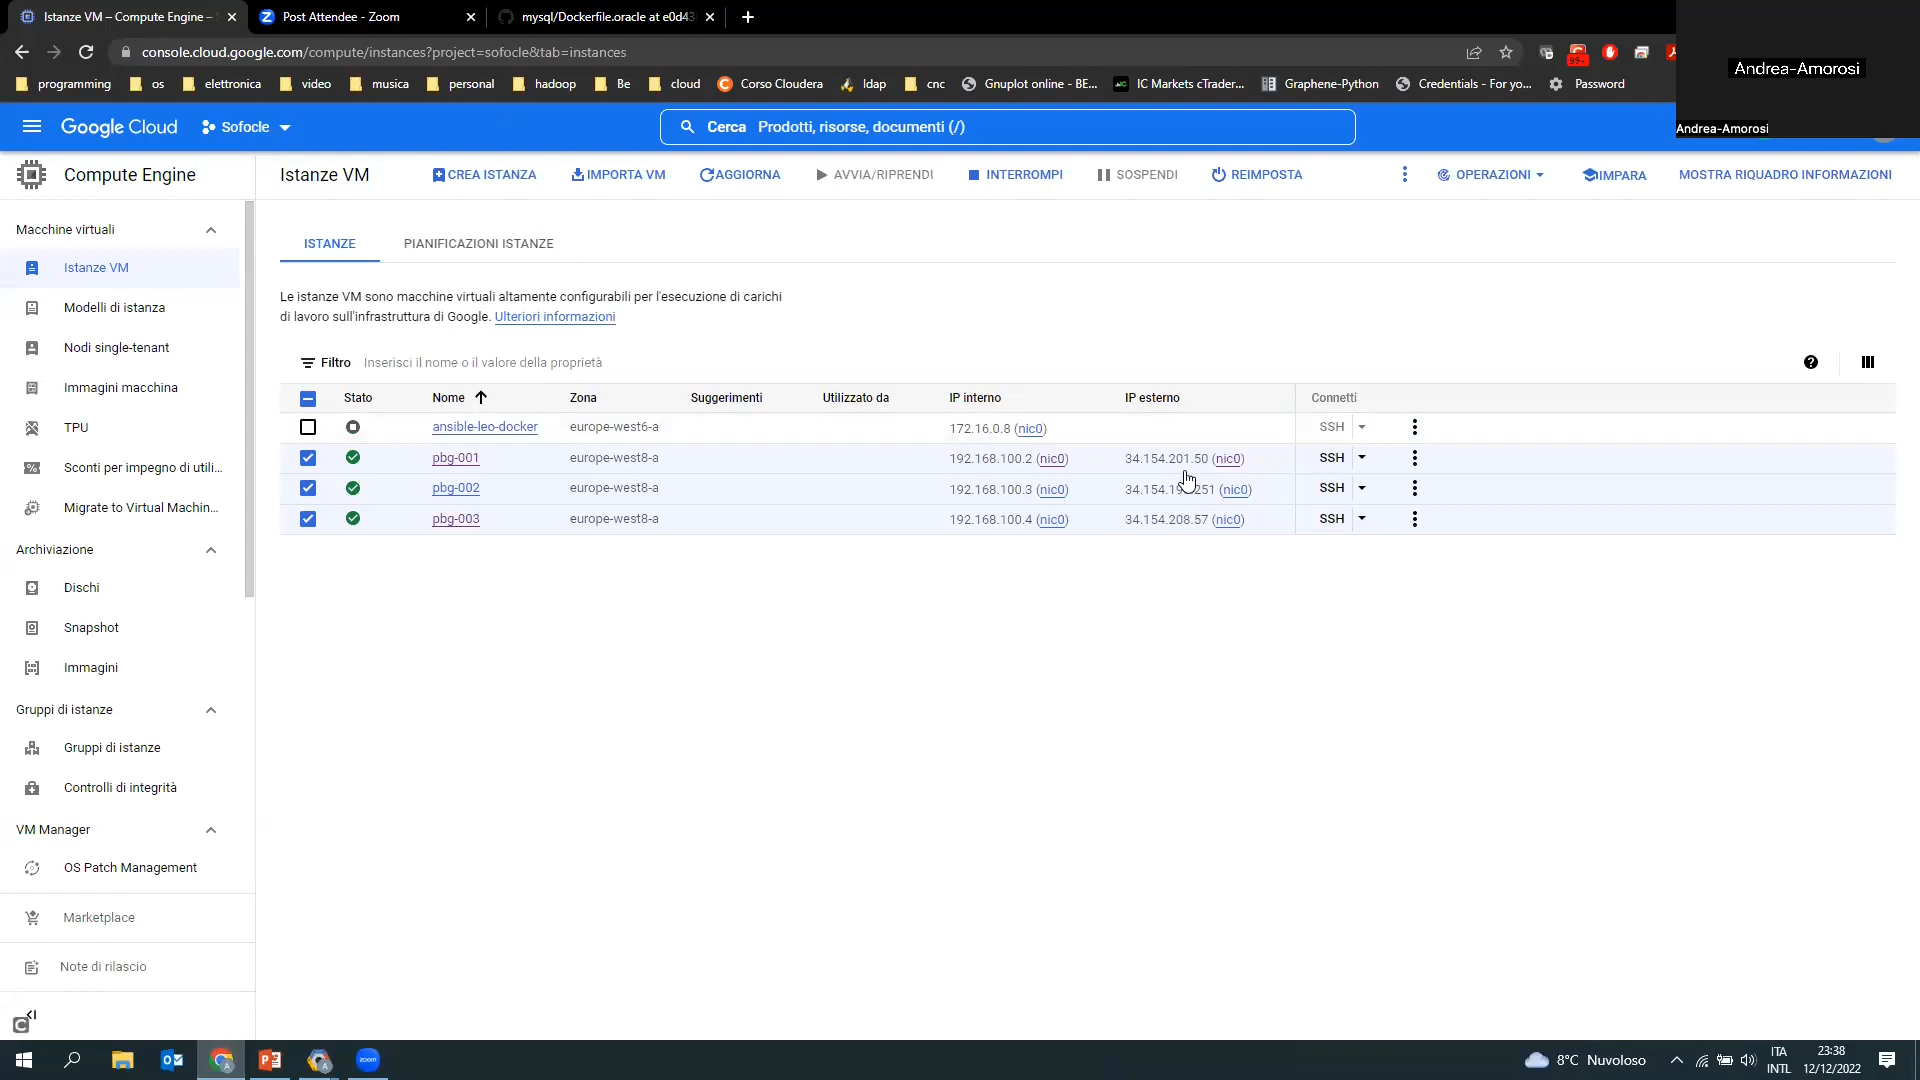 Istanze VM – Compute Engine –
Post Attendee - Zoom
mysql/Dockerfile.oracle at e0d43
console.cloud.google.com/compute/instances?project=sofocle&tab=instances
99+
programming os elettronica video musica personal hadoop Be cloud Corso Cloudera ldap cnc Gnuplot online - BE... IC Markets cTrader... Graphene-Python Credentials - For yo... Password
Andrea-Amorosi
Andrea-Amorosi
Google Cloud Sofocle Cerca Prodotti, risorse, documenti (/)
Compute Engine
Istanze VM CREA ISTANZA IMPORTA VM AGGIORNA AVVIA/RIPRENDI INTERROMPI SOSPENDI REIMPOSTA OPERAZIONI IMPARA MOSTRA RIQUADRO INFORMAZIONI
Macchine virtuali
Istanze VM
Modelli di istanza
Nodi single-tenant
Immagini macchina
TPU
Sconti per impegno di utili...
Migrate to Virtual Machin...
Archiviazione
Dischi
Snapshot
Immagini
Gruppi di istanze
Gruppi di istanze
Controlli di integrità
VM Manager
OS Patch Management
Marketplace
Note di rilascio
ISTANZE PIANIFICAZIONI ISTANZE
Le istanze VM sono macchine virtuali altamente configurabili per l'esecuzione di carichi
di lavoro sull'infrastruttura di Google. Ulteriori informazioni
Filtro Inserisci il nome o il valore della proprietà
Stato Nome Zona Suggerimenti Utilizzato da IP interno IP esterno Connetti
ansible-leo-docker europe-west6-a 172.16.0.8 (nic0) SSH
pbg-001 europe-west8-a 192.168.100.2 (nic0) 34.154.201.50 (nic0) SSH
pbg-002 europe-west8-a 192.168.100.3 (nic0) (nic0) SSH
pbg-003 europe-west8-a 192.168.100.4 (nic0) 34.154.208.57 (nic0) SSH
zoom
8°C Nuvoloso
ITA
INTL
23:38
12/12/2022